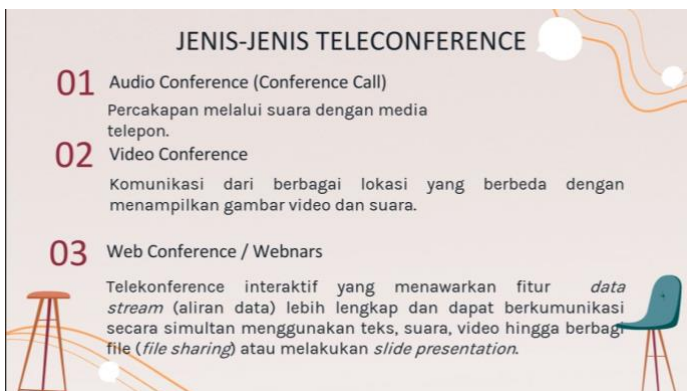 JENIS-JENIS TELECONFERENCE
01 Audio Conference (Conference Call)
Percakapan melalui suara dengan media
telepon.
02 Video Conference
Komunikasi dari berbagai lokasi yang berbeda dengan
menampilkan gambar video dan suara.
03 Web Conference / Webnars
Telekonference interaktif yang menawarkan fitur data
stream (aliran data) lebih lengkap dan dapat berkomunikasi
secara simultan menggunakan teks, suara, video hingga berbagi
file (file sharing) atau melakukan slide presentation.